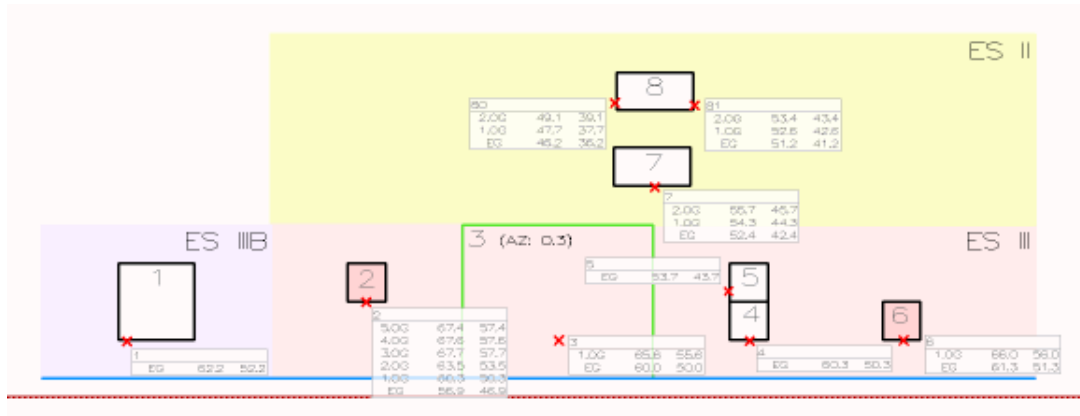 ES II
8
80
2.OG 49.1 39.1
1.OG 47.7 37.7
EG 46.2 36.2
81
2.OG 53.4 43.4
1.OG 52.6 42.6
EG 51.2 41.2
7
7
2.OG 55.7 45.7
1.OG 54.3 44.3
EG 52.4 42.4
ES IIIB
3 (AZ: 0.3)
ES III
1
2
5
EG 53.7 43.7
5
4
6
2
5.OG 67.4 57.4
4.OG 67.6 57.6
3.OG 67.7 57.7
2.OG 63.5 53.5
EG 56.9 46.9
3
1.OG 65.6 55.6
EG 60.0 50.0
1
EG 62.2 52.2
4
EG 60.3 50.3
6
1.OG 66.0 56.0
EG 61.3 51.3